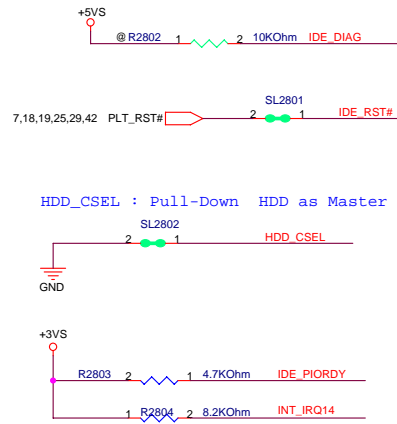 +5VS
@ R2802 1 2 10KOhm IDE_DIAG
SL2801
7,18,19,25,29,42 PLT_RST# 2 1 IDE_RST#
HDD_CSEL : Pull-Down HDD as Master
SL2802
2 1 HDD_CSEL
GND
+3VS
R2803 2 1 4.7KOhm IDE_PIORDY
1 R2804 2 8.2KOhm INT_IRQ14